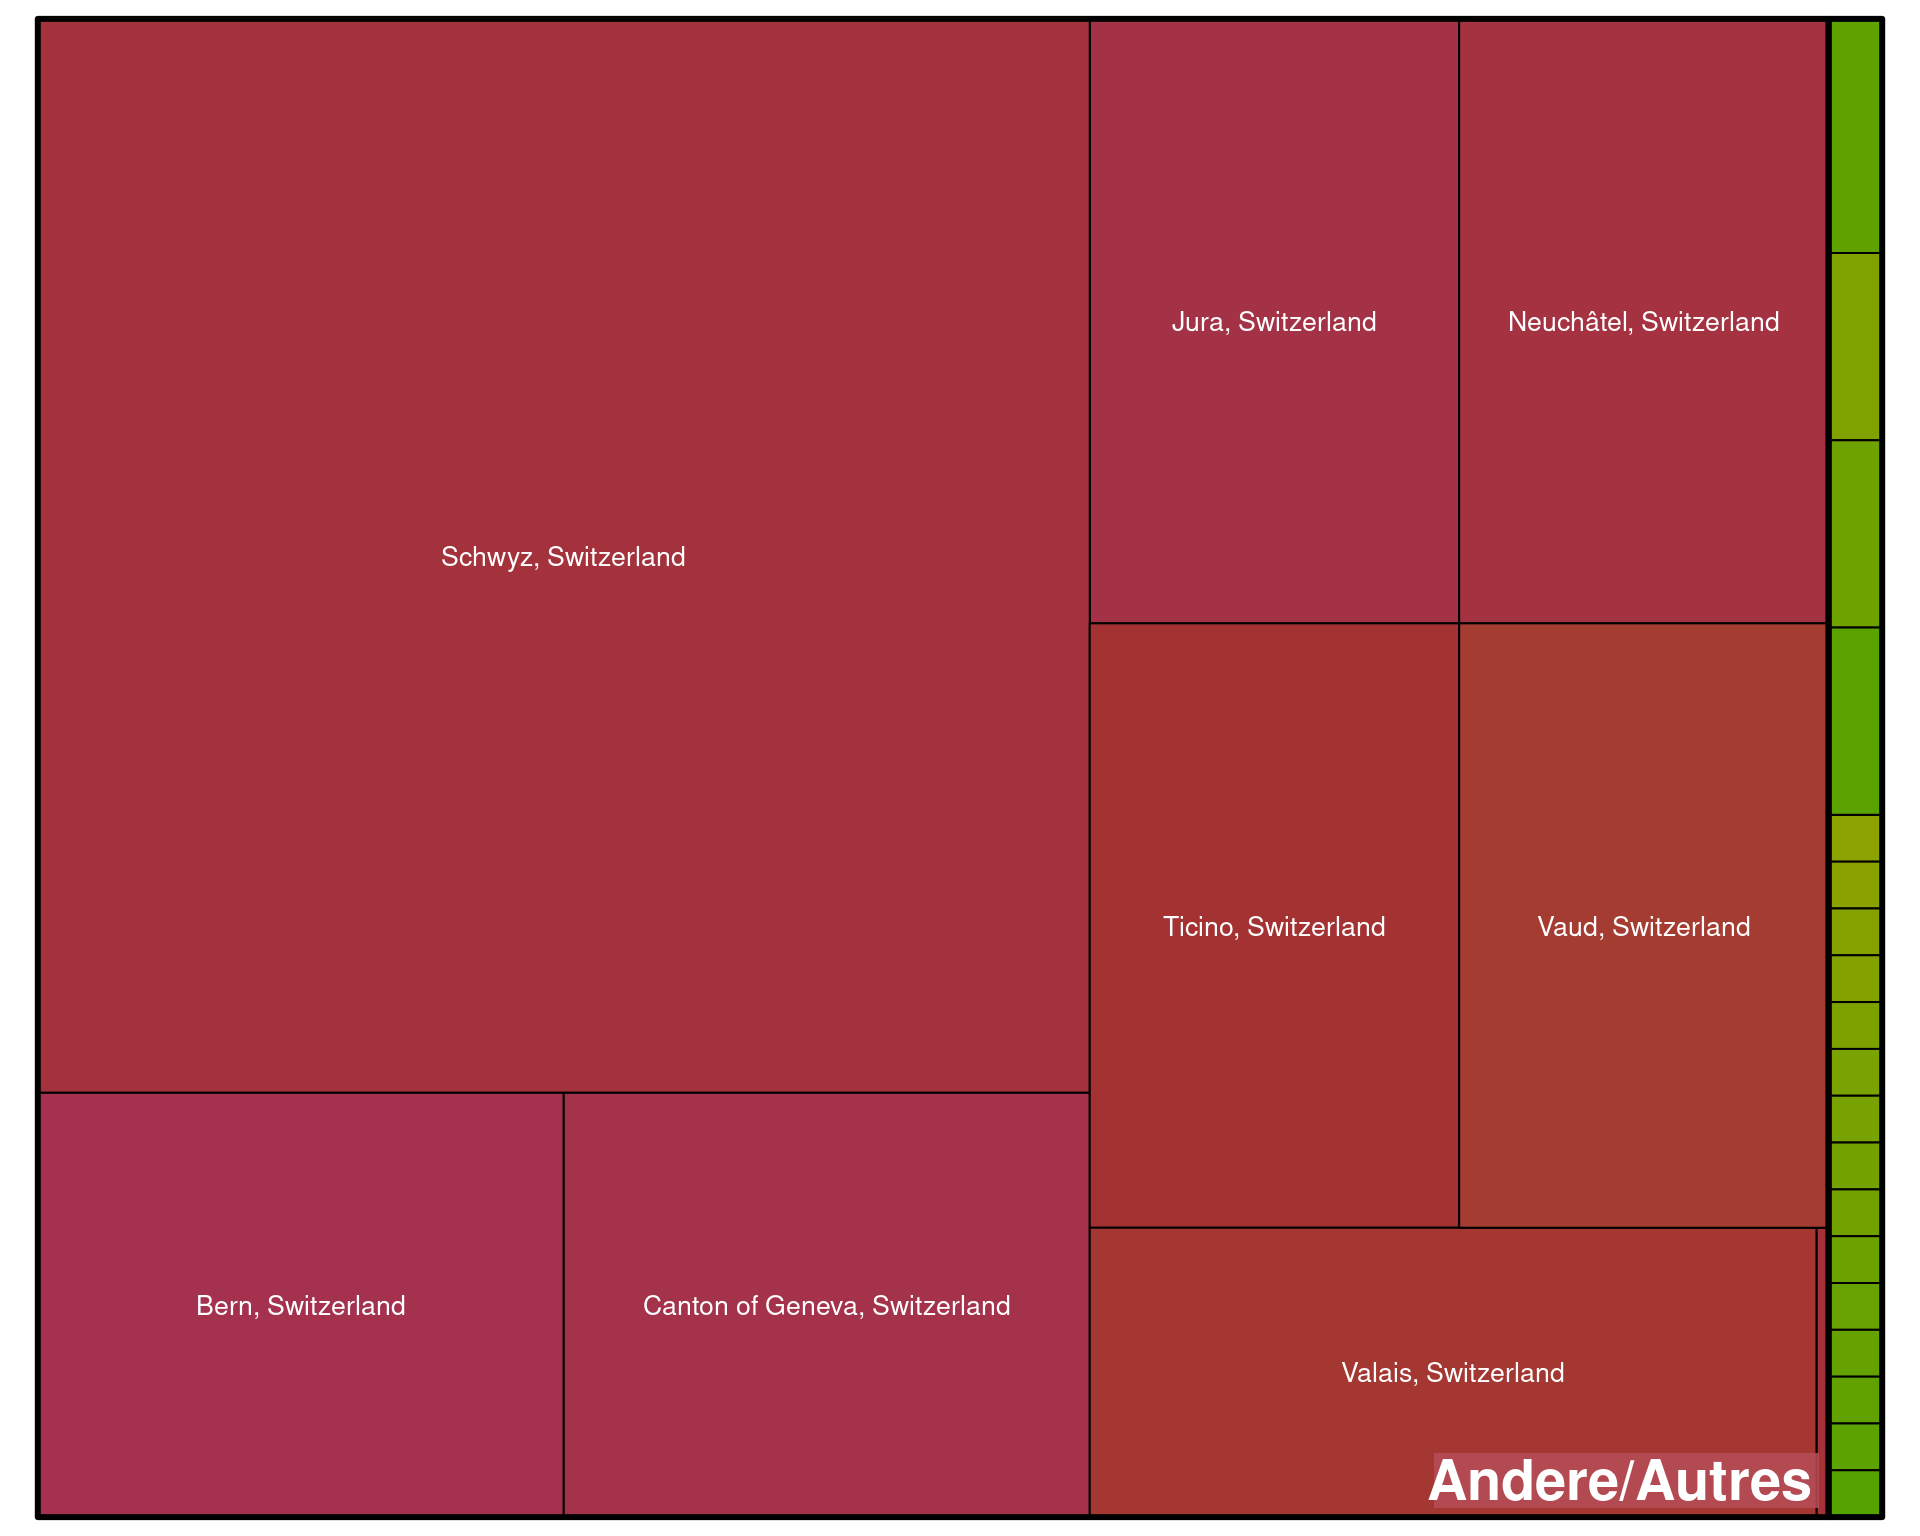 Jura, Switzerland
Neuchâtel, Switzerland
Schwyz, Switzerland
Ticino, Switzerland
Vaud, Switzerland
Bern, Switzerland
Canton of Geneva, Switzerland
Valais, Switzerland
Andere/Autres